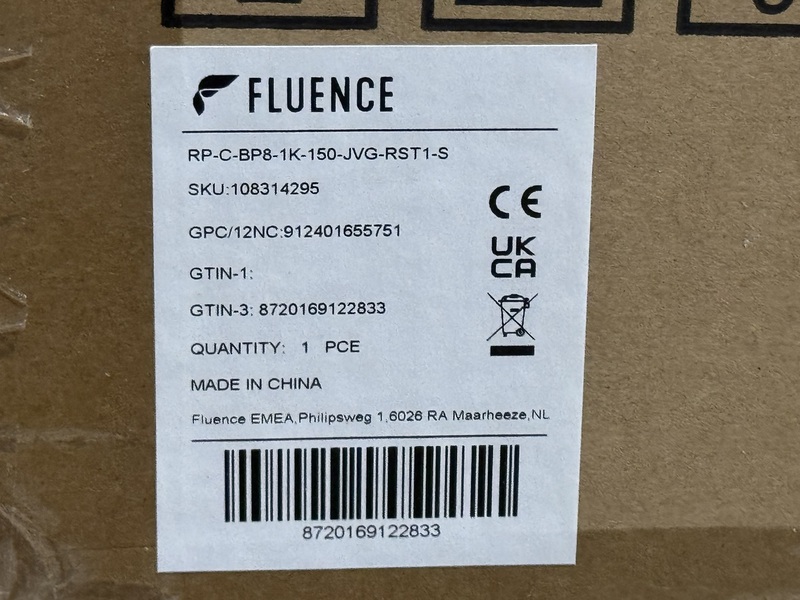 FLUENCE
RP-C-BP8-1K-150-JVG-RST1-S
SKU:108314295
GPC/12NC:912401655751
GTIN-1:
GTIN-3: 8720169122833
QUANTITY: 1 PCE
MADE IN CHINA
Fluence EMEA,Philipsweg 1,6026 RA Maarheeze,NL
CE
UK
CA
8720169122833